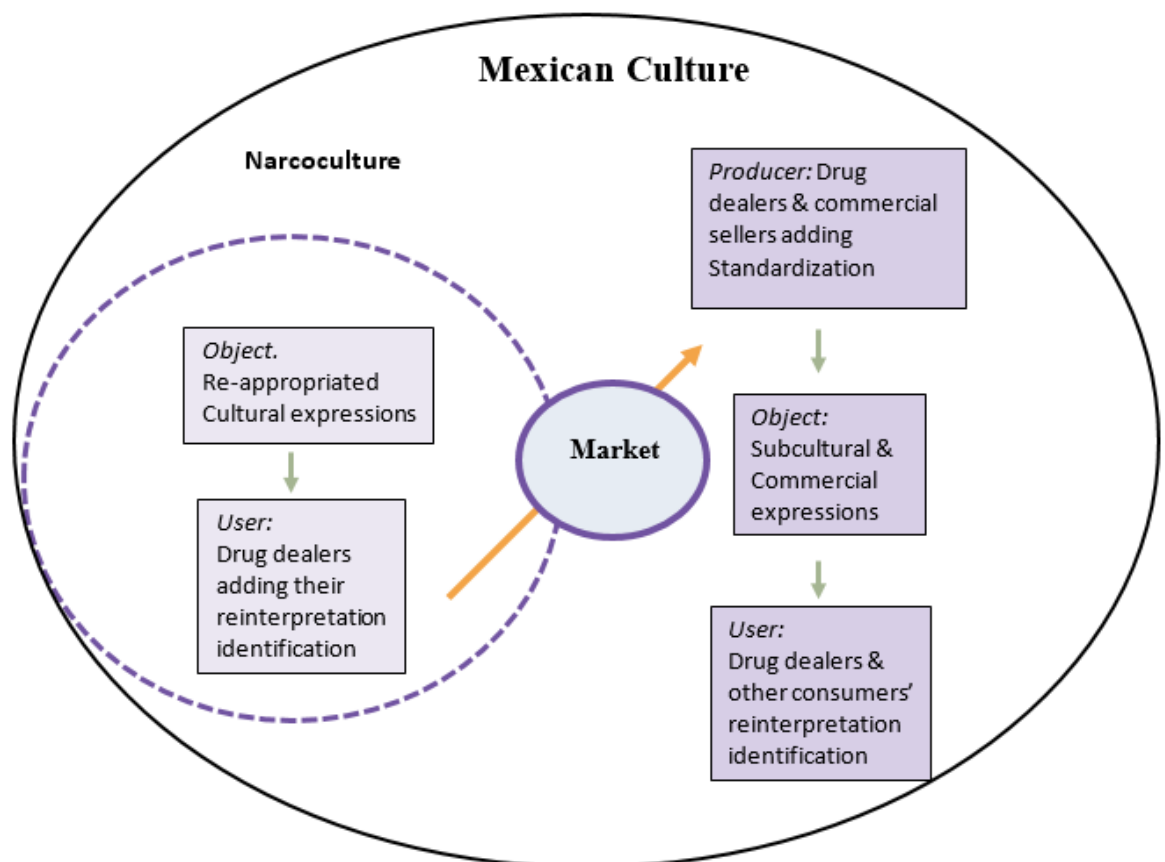 Mexican Culture
Narcoculture
Object.
Re-appropriated
Cultural expressions
User:
Drug dealers
adding their
reinterpretation
identification
Market
Producer: Drug
dealers & commercial
sellers adding
Standardization
Object:
Subcultural &
Commercial
expressions
User:
Drug dealers &
other consumers’
reinterpretation
identification